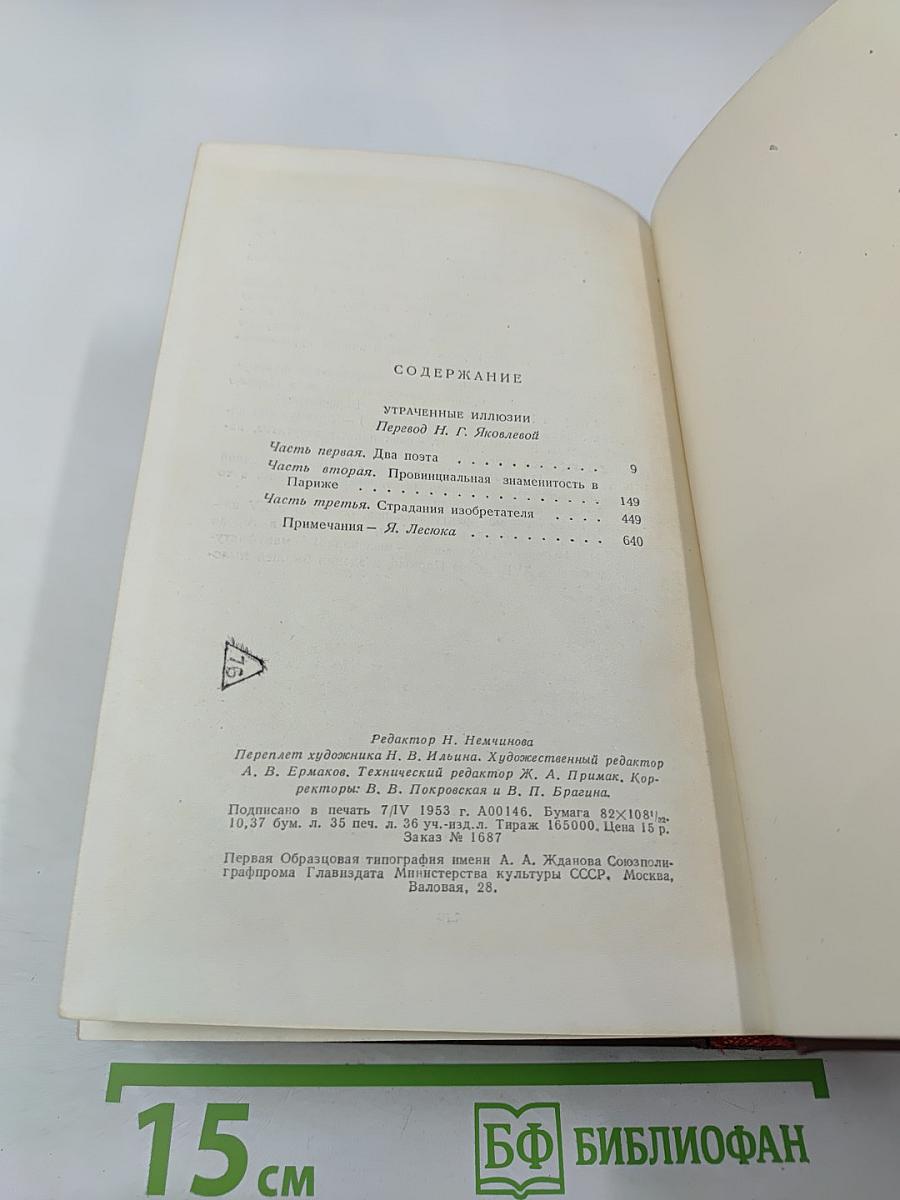 СОДЕРЖАНИЕ
УТРАЧЕННЫЕ ИЛЛЮЗИИ
Перевод Н. Г. Яковлевой
Часть первая. Два поэта . . . . . . . . . . . 9
Часть вторая. Провинциальная знаменитость в
Париже . . . . . . . . . . . . . . . . . . 149
Часть третья. Страдания изобретателя . . . . 449
Примечания — Я. Лесюка . . . . . . . . . . 640
76
Редактор Н. Немчинова
Переплет художника Н. В. Ильина. Художественный редактор
А. В. Ермаков. Технический редактор Ж. А. Примак. Кор-
ректоры: В. В. Покровская и В. П. Брагина.
Подписано в печать 7/IV 1953 г. А00146. Бумага 82×108¹/₃₂.
10,37 бум. л. 35 печ. л. 36 уч.-изд.л. Тираж 165000. Цена 15 р.
Заказ № 1687
Первая Образцовая типография имени А. А. Жданова Союзполи-
графпрома Главиздата Министерства культуры СССР. Москва,
Валовая, 28.
15 см
БФ БИБЛИОФАН